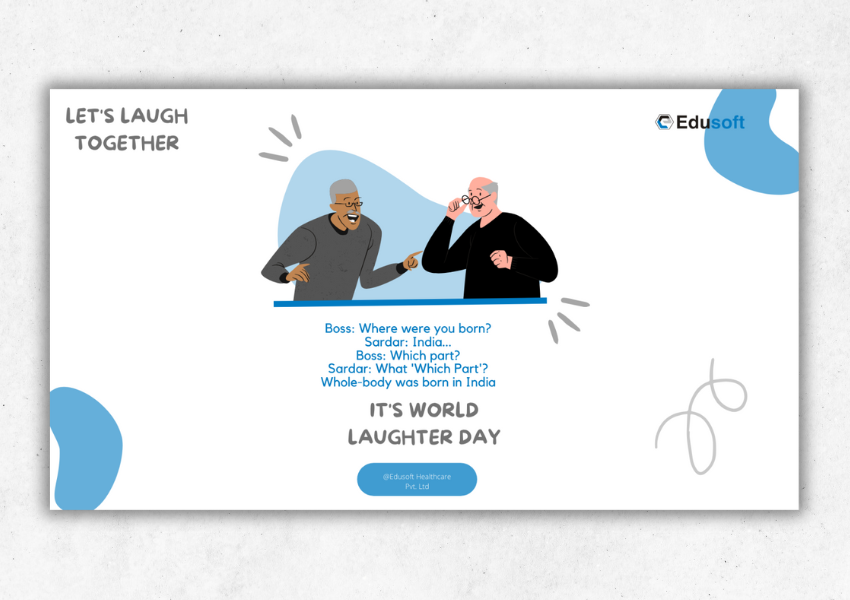 LET'S LAUGH
TOGETHER
Edusoft
Boss: Where were you born?
Sardar: India...
Boss: Which part?
Sardar: What 'Which Part'?
Whole-body was born in India
IT'S WORLD
LAUGHTER DAY
@Edusoft Healthcare
Pvt. Ltd